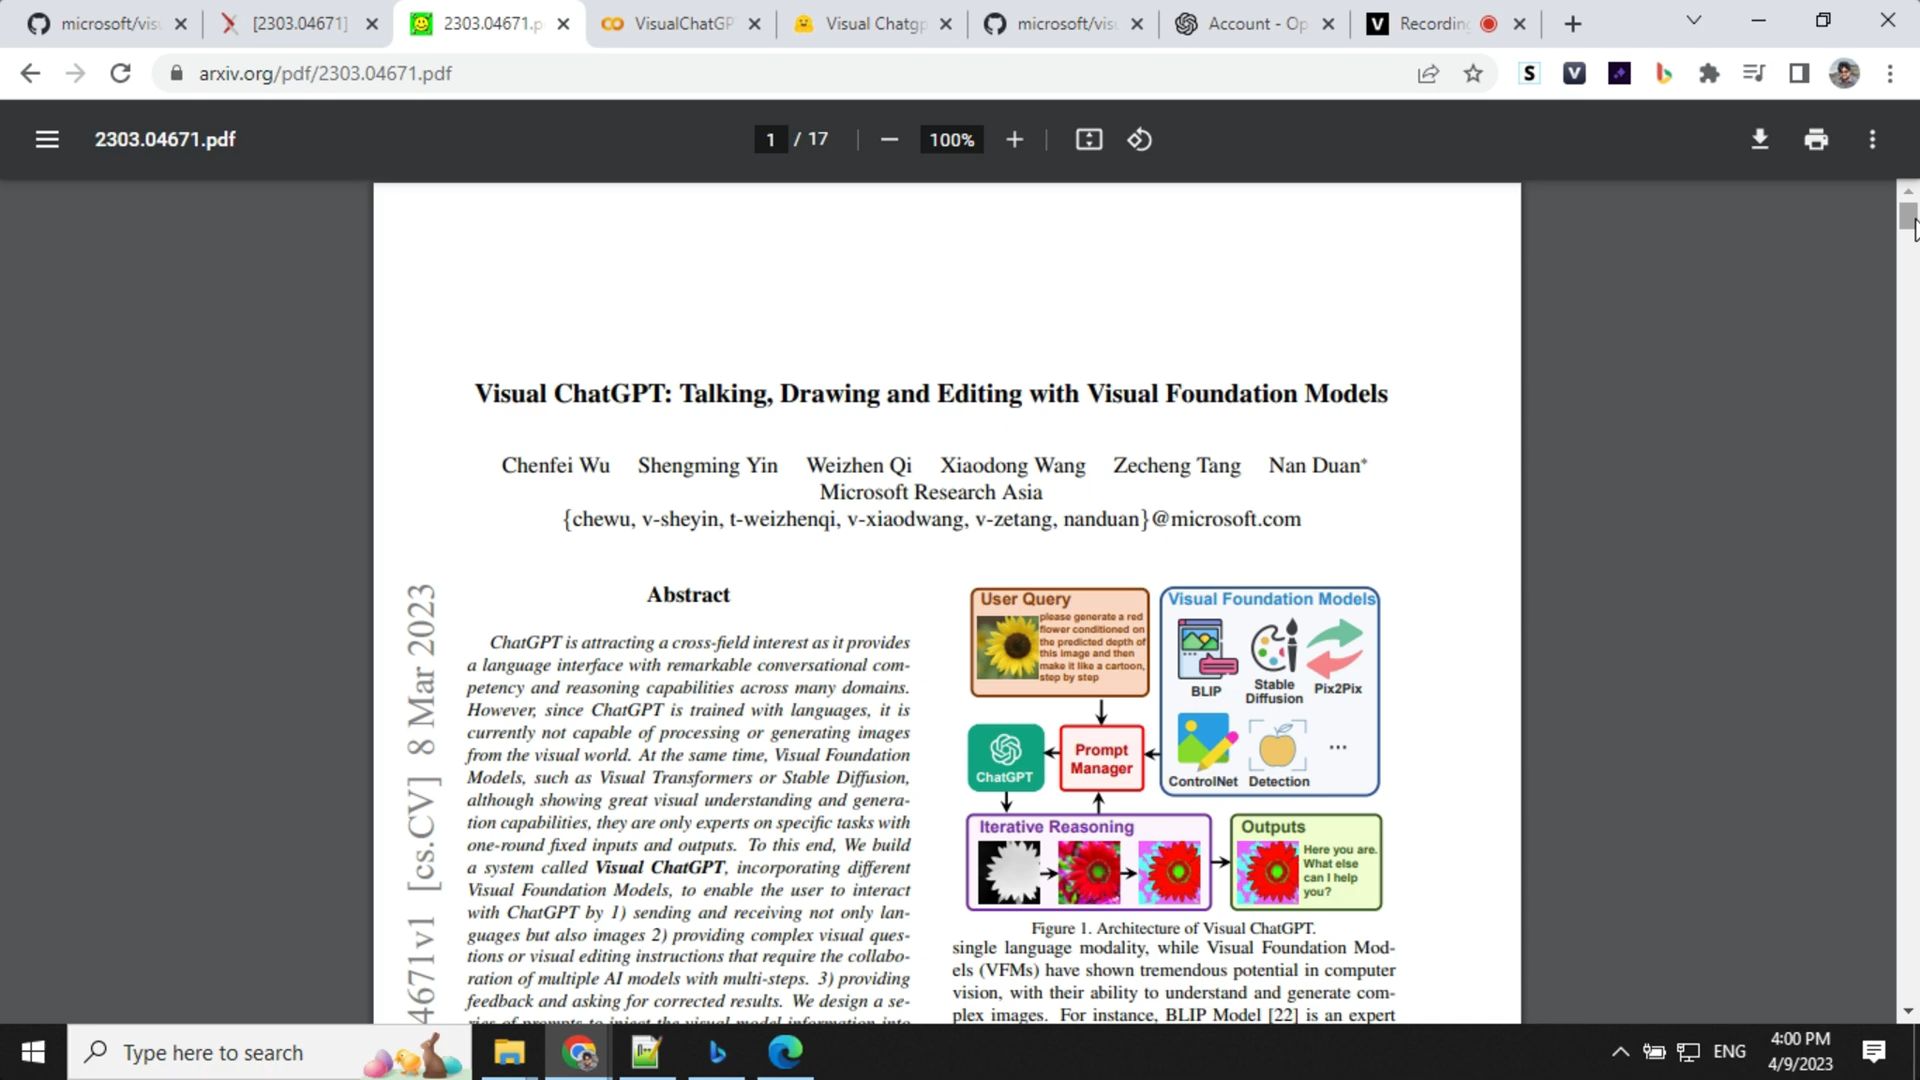 microsoft/vis
[2303.04671]
2303.04671.p
VisualChatGP
Visual Chatgp
microsoft/vis
Account - Op
V
Recording
arxiv.org/pdf/2303.04671.pdf
S
V
2303.04671.pdf
1 / 17
100%
Visual ChatGPT: Talking, Drawing and Editing with Visual Foundation Models
Chenfei Wu Shengming Yin Weizhen Qi Xiaodong Wang Zecheng Tang Nan Duan*
Microsoft Research Asia
{chewu, v-sheyin, t-weizhenqi, v-xiaodwang, v-zetang, nanduan}@microsoft.com
4671v1 [cs.CV] 8 Mar 2023
Abstract
ChatGPT is attracting a cross-field interest as it provides
a language interface with remarkable conversational com-
petency and reasoning capabilities across many domains.
However, since ChatGPT is trained with languages, it is
currently not capable of processing or generating images
from the visual world. At the same time, Visual Foundation
Models, such as Visual Transformers or Stable Diffusion,
although showing great visual understanding and genera-
tion capabilities, they are only experts on specific tasks with
one-round fixed inputs and outputs. To this end, We build
a system called Visual ChatGPT, incorporating different
Visual Foundation Models, to enable the user to interact
with ChatGPT by 1) sending and receiving not only lan-
guages but also images 2) providing complex visual ques-
tions or visual editing instructions that require the collabo-
ration of multiple AI models with multi-steps. 3) providing
feedback and asking for corrected results. We design a se-
ries of prompts to inject the visual model information into
User Query
please generate a red
flower conditioned on
the predicted depth of
this image and then
make it like a cartoon,
step by step
Visual Foundation Models
BLIP
Stable
Diffusion
Pix2Pix
ControlNet
Detection
...
ChatGPT
Prompt
Manager
Iterative Reasoning
Outputs
Here you are.
What else
can I help
you?
Figure 1. Architecture of Visual ChatGPT.
single language modality, while Visual Foundation Mod-
els (VFMs) have shown tremendous potential in computer
vision, with their ability to understand and generate com-
plex images. For instance, BLIP Model [22] is an expert
Type here to search
ENG
4:00 PM
4/9/2023